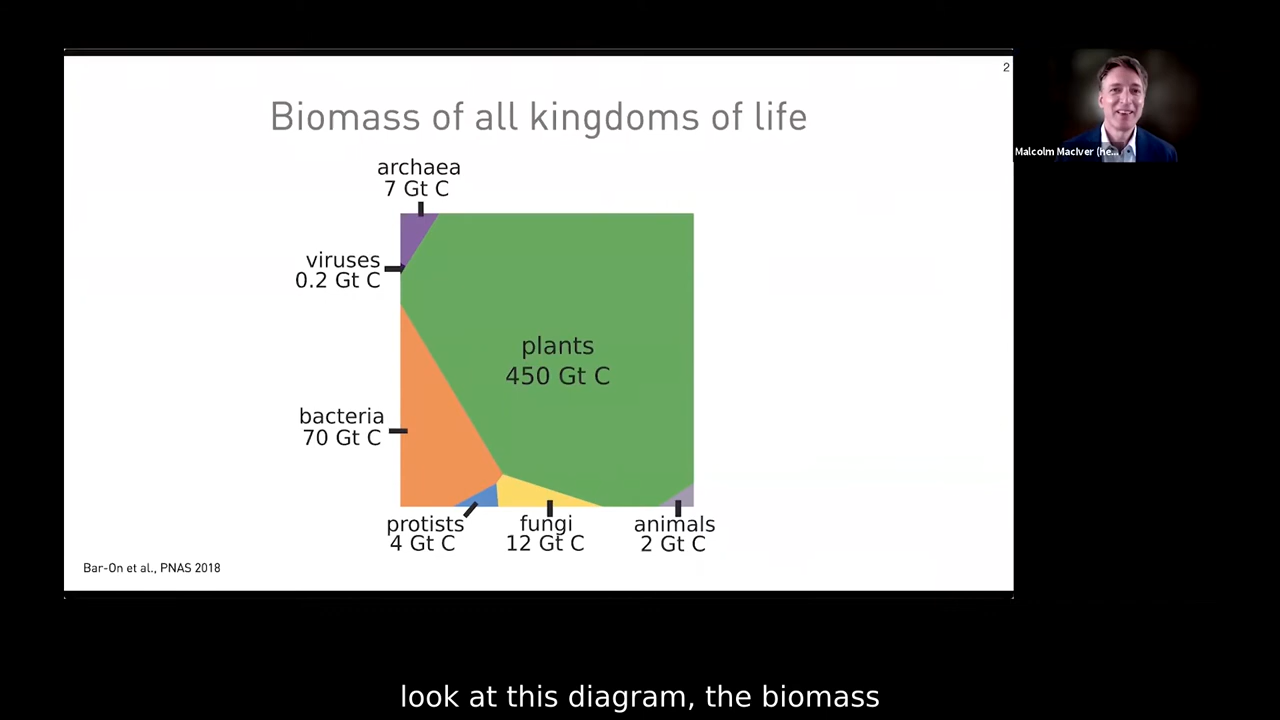 2
Biomass of all kingdoms of life
archaea
7 Gt C
viruses
0.2 Gt C
plants
450 Gt C
bacteria
70 Gt C
protists
4 Gt C
fungi
12 Gt C
animals
2 Gt C
Bar-On et al., PNAS 2018
Malcolm MacIver (he...
look at this diagram, the biomass